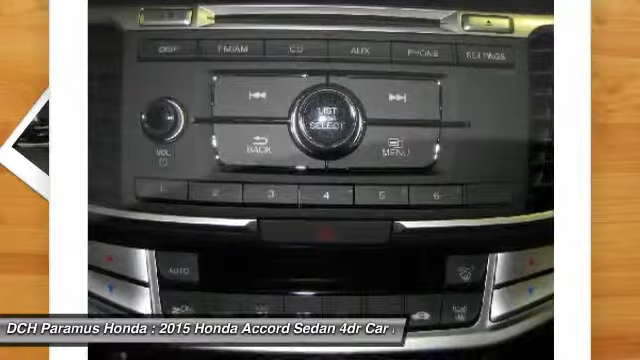 DISP FM/AM CD AUX PHONE SETTINGS
LIST
SELECT
BACK MENU
VOL
1 2 3 4 5 6
AUTO
DCH Paramus Honda : 2015 Honda Accord Sedan 4dr Car